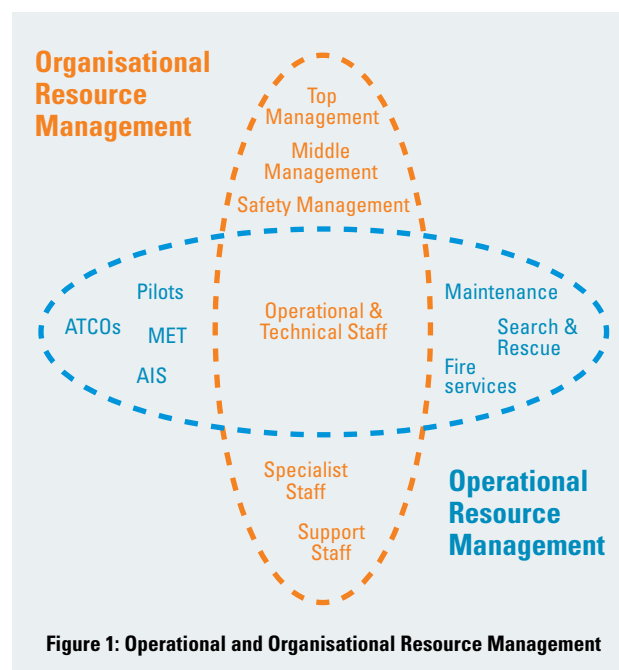 Organisational
Resource
Management
Top
Management
Middle
Management
Safety Management
Pilots
ATCOs
MET
AIS
Operational &
Technical Staff
Maintenance
Search &
Rescue
Fire
services
Specialist
Staff
Support
Staff
Operational
Resource
Management
Figure 1: Operational and Organisational Resource Management